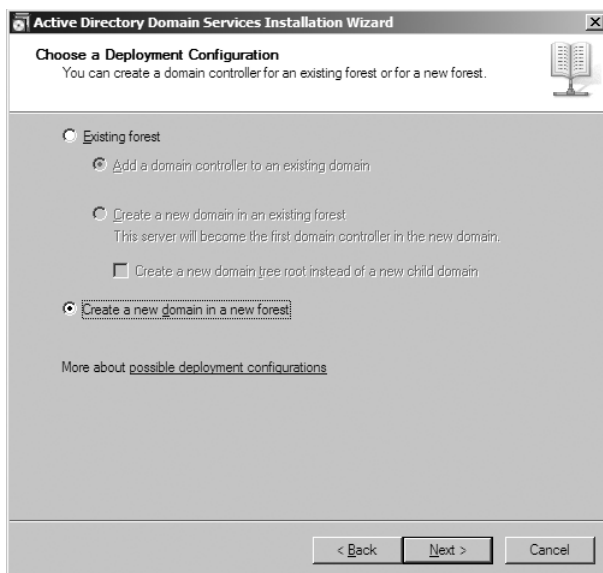 Active Directory Domain Services Installation Wizard
Choose a Deployment Configuration
You can create a domain controller for an existing forest or for a new forest.
Existing forest
Add a domain controller to an existing domain
Create a new domain in an existing forest
This server will become the first domain controller in the new domain.
Create a new domain tree root instead of a new child domain
Create a new domain in a new forest
More about possible deployment configurations
< Back Next > Cancel